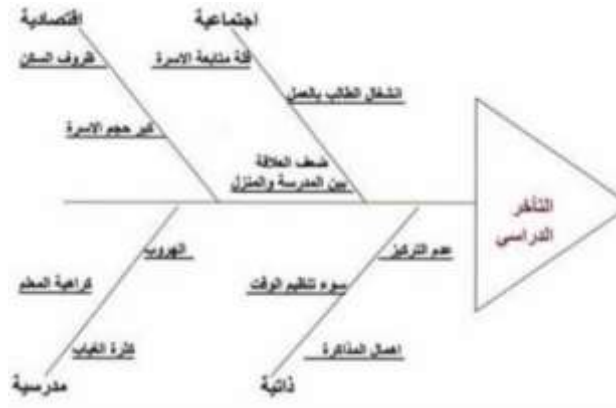 اجتماعية
اقتصادية
قلة متابعة الاسرة
ظروف السكن
انشغال الطالب بالعمل
كبر حجم الاسرة
ضعف العلاقة
بين المدرسة والمنزل
التأخر
الدراسي
عدم التركيز
الهروب
سوء تنظيم الوقت
كراهية المعلم
اهمال المذاكرة
كثرة الغياب
ذاتية
مدرسية